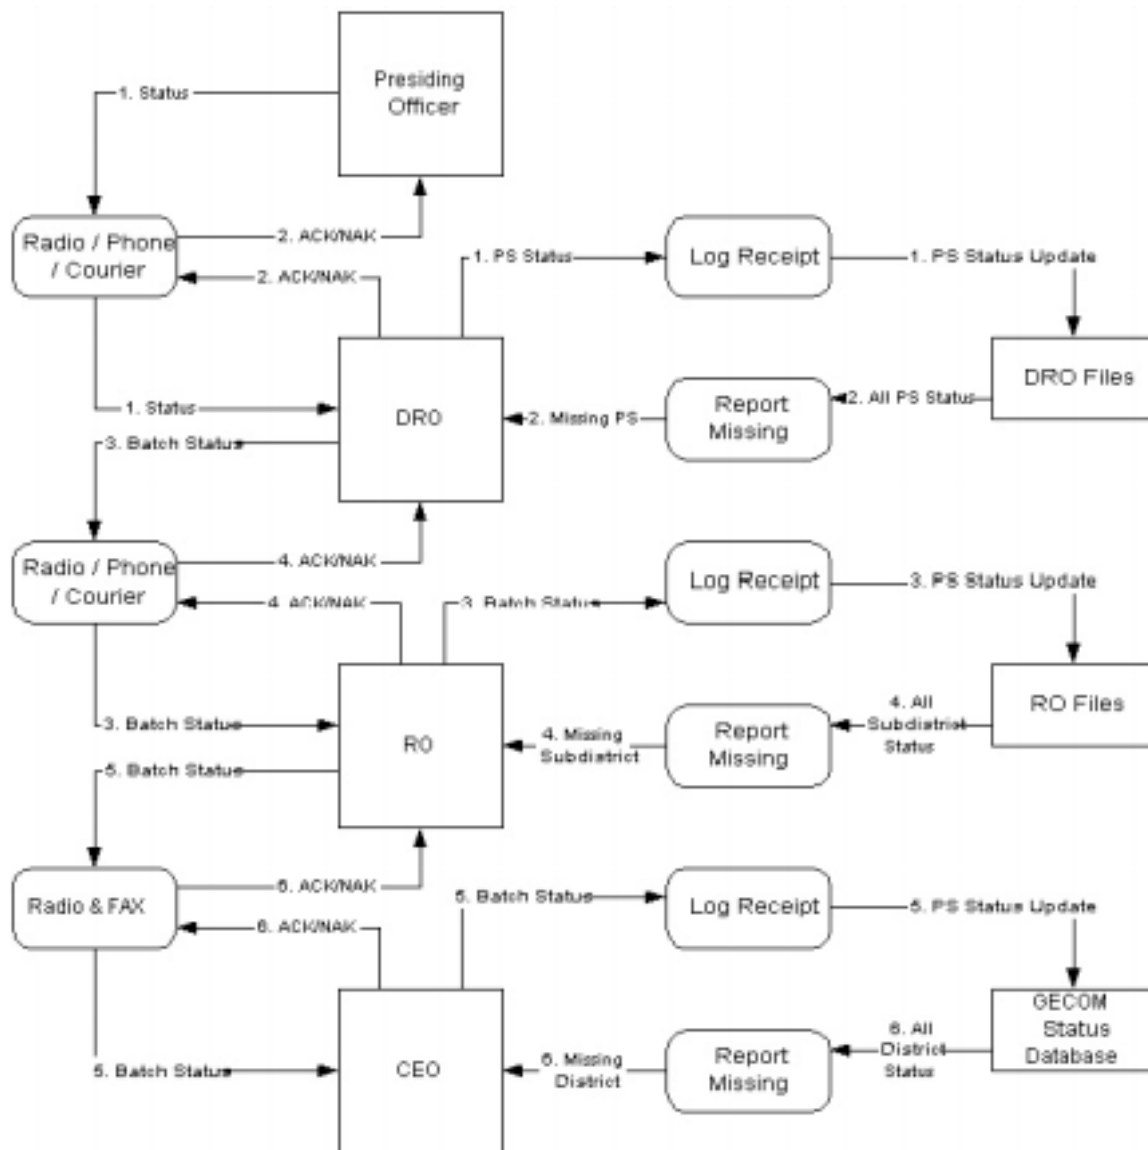 Presiding
Officer
1. Status
Radio / Phone
/ Courier
2. ACK/NAK
2. ACK/NAK
1. PS Status
Log Receipt
1. PS Status Update
DRO Files
1. Status
DRO
2. Missing PS
Report
Missing
2. All PS Status
3. Batch Status
Radio / Phone
/ Courier
4. ACK/NAK
4. ACK/NAK
3. Batch Status
Log Receipt
3. PS Status Update
RO Files
3. Batch Status
RO
4. Missing
Subdistrict
Report
Missing
4. All
Subdistrict
Status
5. Batch Status
Radio & FAX
6. ACK/NAK
6. ACK/NAK
5. Batch Status
Log Receipt
5. PS Status Update
GECOM
Status
Database
5. Batch Status
CEO
6. Missing
District
Report
Missing
6. All
District
Status